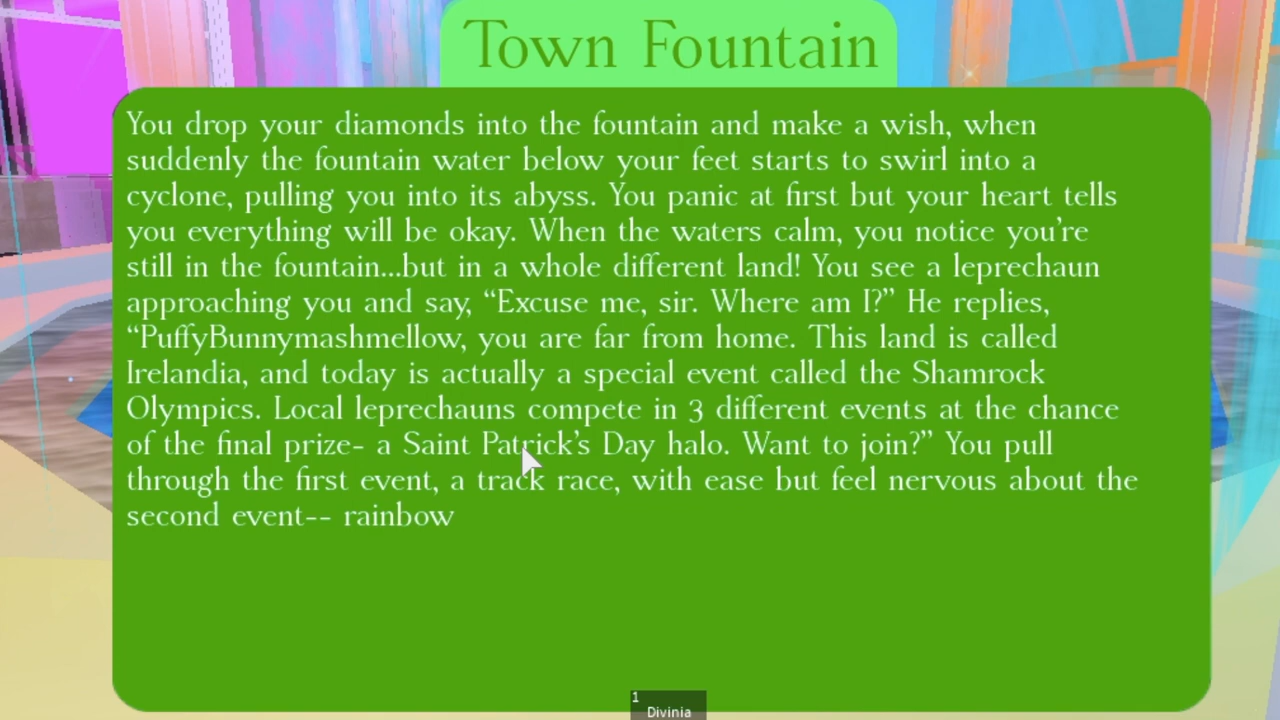 Town Fountain
You drop your diamonds into the fountain and make a wish, when
suddenly the fountain water below your feet starts to swirl into a
cyclone, pulling you into its abyss. You panic at first but your heart tells
you everything will be okay. When the waters calm, you notice you’re
still in the fountain...but in a whole different land! You see a leprechaun
approaching you and say, “Excuse me, sir. Where am I?” He replies,
“PuffyBunnymashmellow, you are far from home. This land is called
Irelandia, and today is actually a special event called the Shamrock
Olympics. Local leprechauns compete in 3 different events at the chance
of the final prize- a Saint Patrick’s Day halo. Want to join?” You pull
through the first event, a track race, with ease but feel nervous about the
second event-- rainbow
1
Divinia